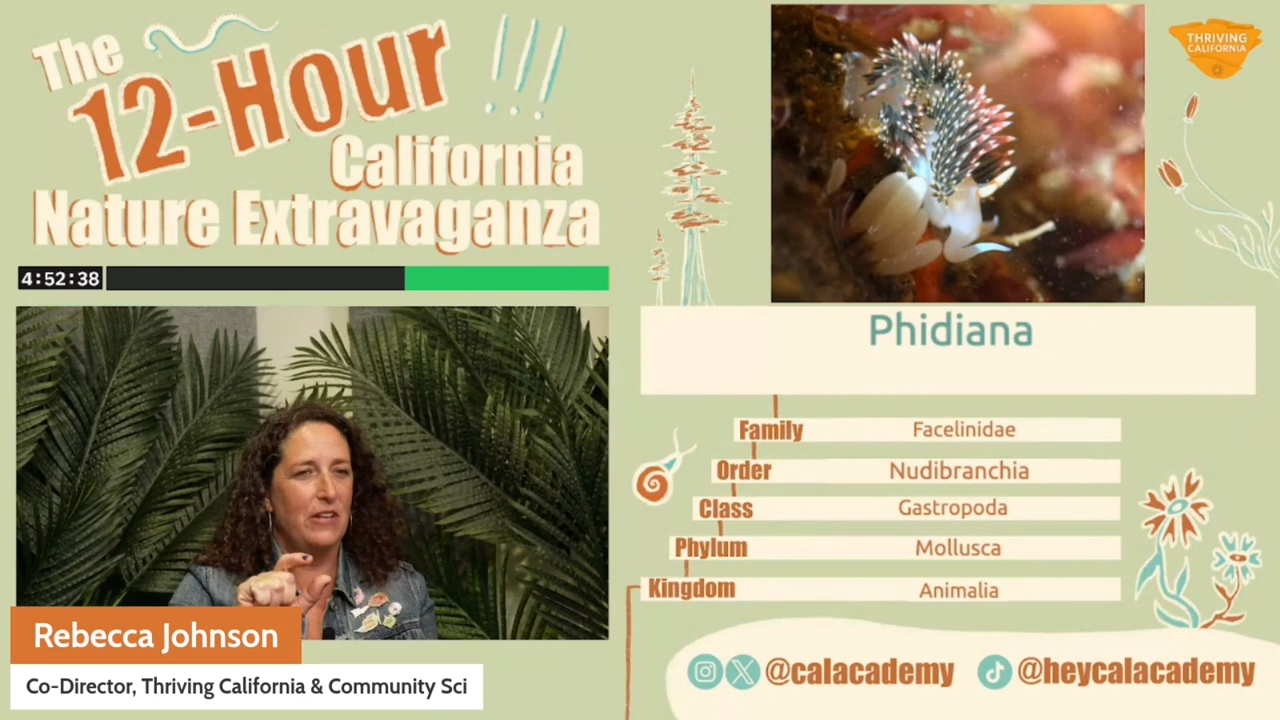 The
12-Hour
!!!
California
Nature Extravaganza
4:52:38
Rebecca Johnson
Co-Director, Thriving California & Community Sci
THRIVING
CALIFORNIA
Phidiana
Family Facelinidae
Order Nudibranchia
Class Gastropoda
Phylum Mollusca
Kingdom Animalia
@calacademy @heycalacademy